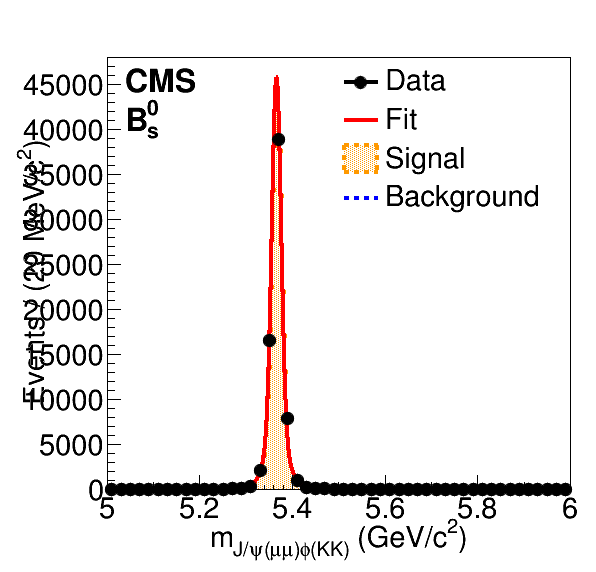 CMS
B⁰ₛ
Data
Fit
Signal
Background
45000
40000
35000
30000
25000
20000
15000
10000
5000
0
Events / (20 MeV/c²)
5
5.2
5.4
5.6
5.8
6
m_J/ψ(μμ)φ(KK) (GeV/c²)